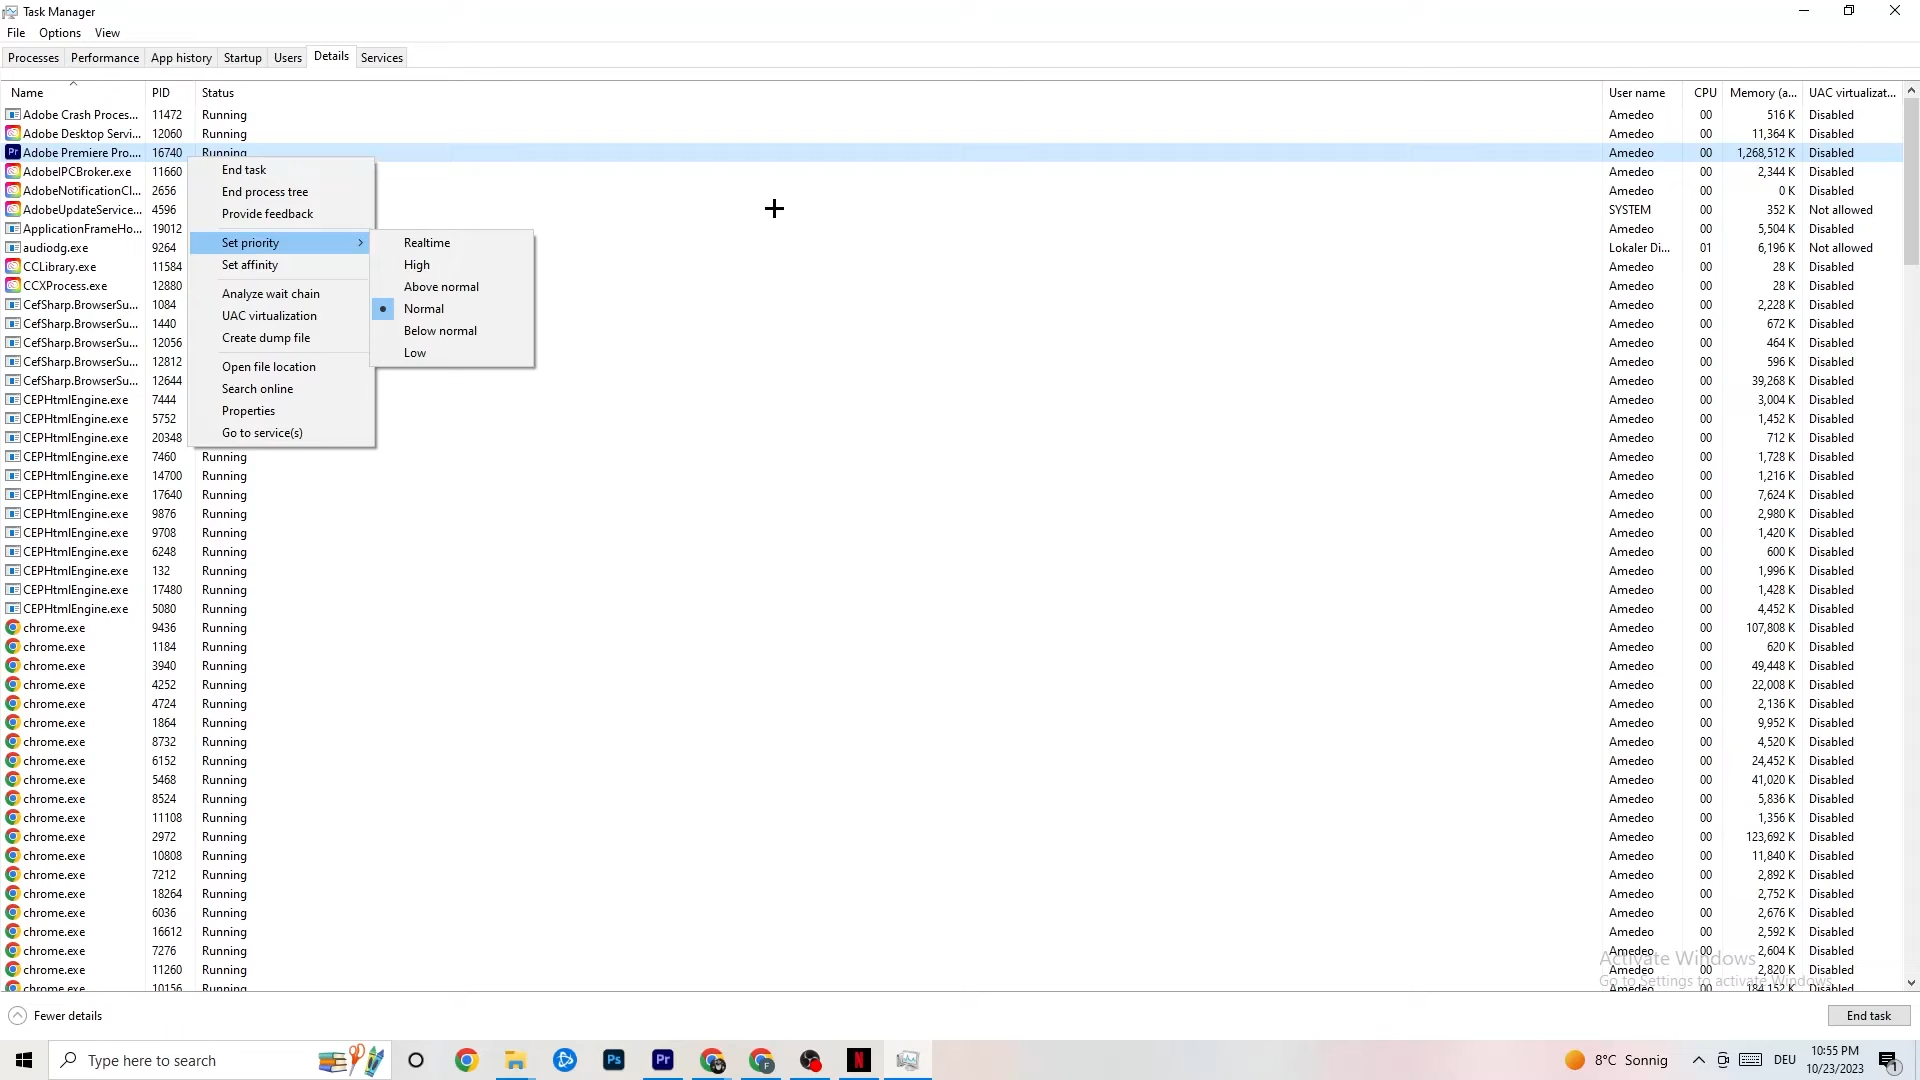 Task Manager
File Options View
Processes Performance App history Startup Users Details Services
Name PID Status User name CPU Memory (a... UAC virtualizat...
Adobe Crash Proces... 11472 Running Amedeo 00 516 K Disabled
Adobe Desktop Servi... 12060 Running Amedeo 00 11,364 K Disabled
Adobe Premiere Pro.... 16740 Running Amedeo 00 1,268,512 K Disabled
AdobeIPCBroker.exe 11660 Amedeo 00 2,344 K Disabled
AdobeNotificationCl... 2656 Amedeo 00 0 K Disabled
AdobeUpdateService... 4596 SYSTEM 00 352 K Not allowed
ApplicationFrameHo... 19012 Amedeo 00 5,504 K Disabled
audiodg.exe 9264 Lokaler Di... 01 6,196 K Not allowed
CCLibrary.exe 11584 Amedeo 00 28 K Disabled
CCXProcess.exe 12880 Amedeo 00 28 K Disabled
CefSharp.BrowserSu... 1084 Amedeo 00 2,228 K Disabled
CefSharp.BrowserSu... 1440 Amedeo 00 672 K Disabled
CefSharp.BrowserSu... 12056 Amedeo 00 464 K Disabled
CefSharp.BrowserSu... 12812 Amedeo 00 596 K Disabled
CefSharp.BrowserSu... 12644 Amedeo 00 39,268 K Disabled
CEPHtmlEngine.exe 7444 Amedeo 00 3,004 K Disabled
CEPHtmlEngine.exe 5752 Amedeo 00 1,452 K Disabled
CEPHtmlEngine.exe 20348 Amedeo 00 712 K Disabled
End task
End process tree
Provide feedback
Set priority
Set affinity
Analyze wait chain
UAC virtualization
Create dump file
Open file location
Search online
Properties
Go to service(s)
Realtime
High
Above normal
Normal
Below normal
Low
CEPHtmlEngine.exe 7460 Running Amedeo 00 1,728 K Disabled
CEPHtmlEngine.exe 14700 Running Amedeo 00 1,216 K Disabled
CEPHtmlEngine.exe 17640 Running Amedeo 00 7,624 K Disabled
CEPHtmlEngine.exe 9876 Running Amedeo 00 2,980 K Disabled
CEPHtmlEngine.exe 9708 Running Amedeo 00 1,420 K Disabled
CEPHtmlEngine.exe 6248 Running Amedeo 00 600 K Disabled
CEPHtmlEngine.exe 132 Running Amedeo 00 1,996 K Disabled
CEPHtmlEngine.exe 17480 Running Amedeo 00 1,428 K Disabled
CEPHtmlEngine.exe 5080 Running Amedeo 00 4,452 K Disabled
chrome.exe 9436 Running Amedeo 00 107,808 K Disabled
chrome.exe 1184 Running Amedeo 00 620 K Disabled
chrome.exe 3940 Running Amedeo 00 49,448 K Disabled
chrome.exe 4252 Running Amedeo 00 22,008 K Disabled
chrome.exe 4724 Running Amedeo 00 2,136 K Disabled
chrome.exe 1864 Running Amedeo 00 9,952 K Disabled
chrome.exe 8732 Running Amedeo 00 4,520 K Disabled
chrome.exe 6152 Running Amedeo 00 24,452 K Disabled
chrome.exe 5468 Running Amedeo 00 41,020 K Disabled
chrome.exe 8524 Running Amedeo 00 5,836 K Disabled
chrome.exe 11108 Running Amedeo 00 1,356 K Disabled
chrome.exe 2972 Running Amedeo 00 123,692 K Disabled
chrome.exe 10808 Running Amedeo 00 11,840 K Disabled
chrome.exe 7212 Running Amedeo 00 2,892 K Disabled
chrome.exe 18264 Running Amedeo 00 2,752 K Disabled
chrome.exe 6036 Running Amedeo 00 2,676 K Disabled
chrome.exe 16612 Running Amedeo 00 2,592 K Disabled
chrome.exe 7276 Running Amedeo 00 2,604 K Disabled
chrome.exe 11260 Running Amedeo 00 2,820 K Disabled
chrome.exe 10156 Running Amedeo 00 184,152 K Disabled
Activate Windows
Go to Settings to activate Windows.
Fewer details End task
Type here to search Ps Pr F N 8°C Sonnig DEU 10:55 PM
10/23/2023 1